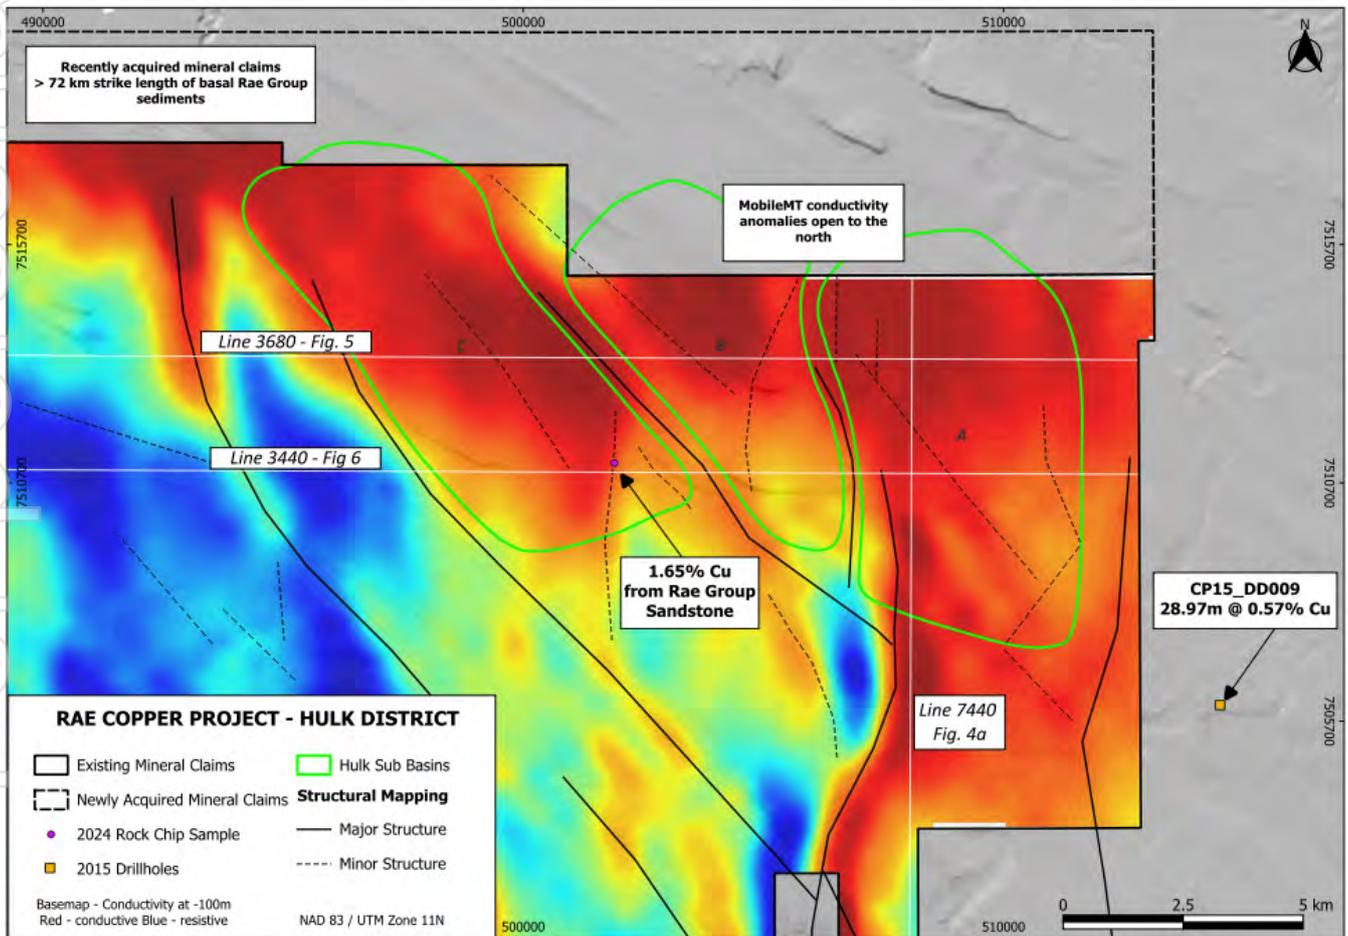 490000
500000
510000
N
Recently acquired mineral claims
> 72 km strike length of basal Rae Group
sediments
MobileMT conductivity
anomalies open to the
north
7515700
7515700
Line 3680 - Fig. 5
C
B
A
Line 3440 - Fig 6
7510700
7510700
1.65% Cu
from Rae Group
Sandstone
CP15_DD009
28.97m @ 0.57% Cu
Line 7440
Fig. 4a
7505700
RAE COPPER PROJECT - HULK DISTRICT
Existing Mineral Claims
Hulk Sub Basins
Newly Acquired Mineral Claims
Structural Mapping
2024 Rock Chip Sample
Major Structure
2015 Drillholes
Minor Structure
Basemap - Conductivity at -100m
Red - conductive Blue - resistive
NAD 83 / UTM Zone 11N
0 2.5 5 km
500000
510000